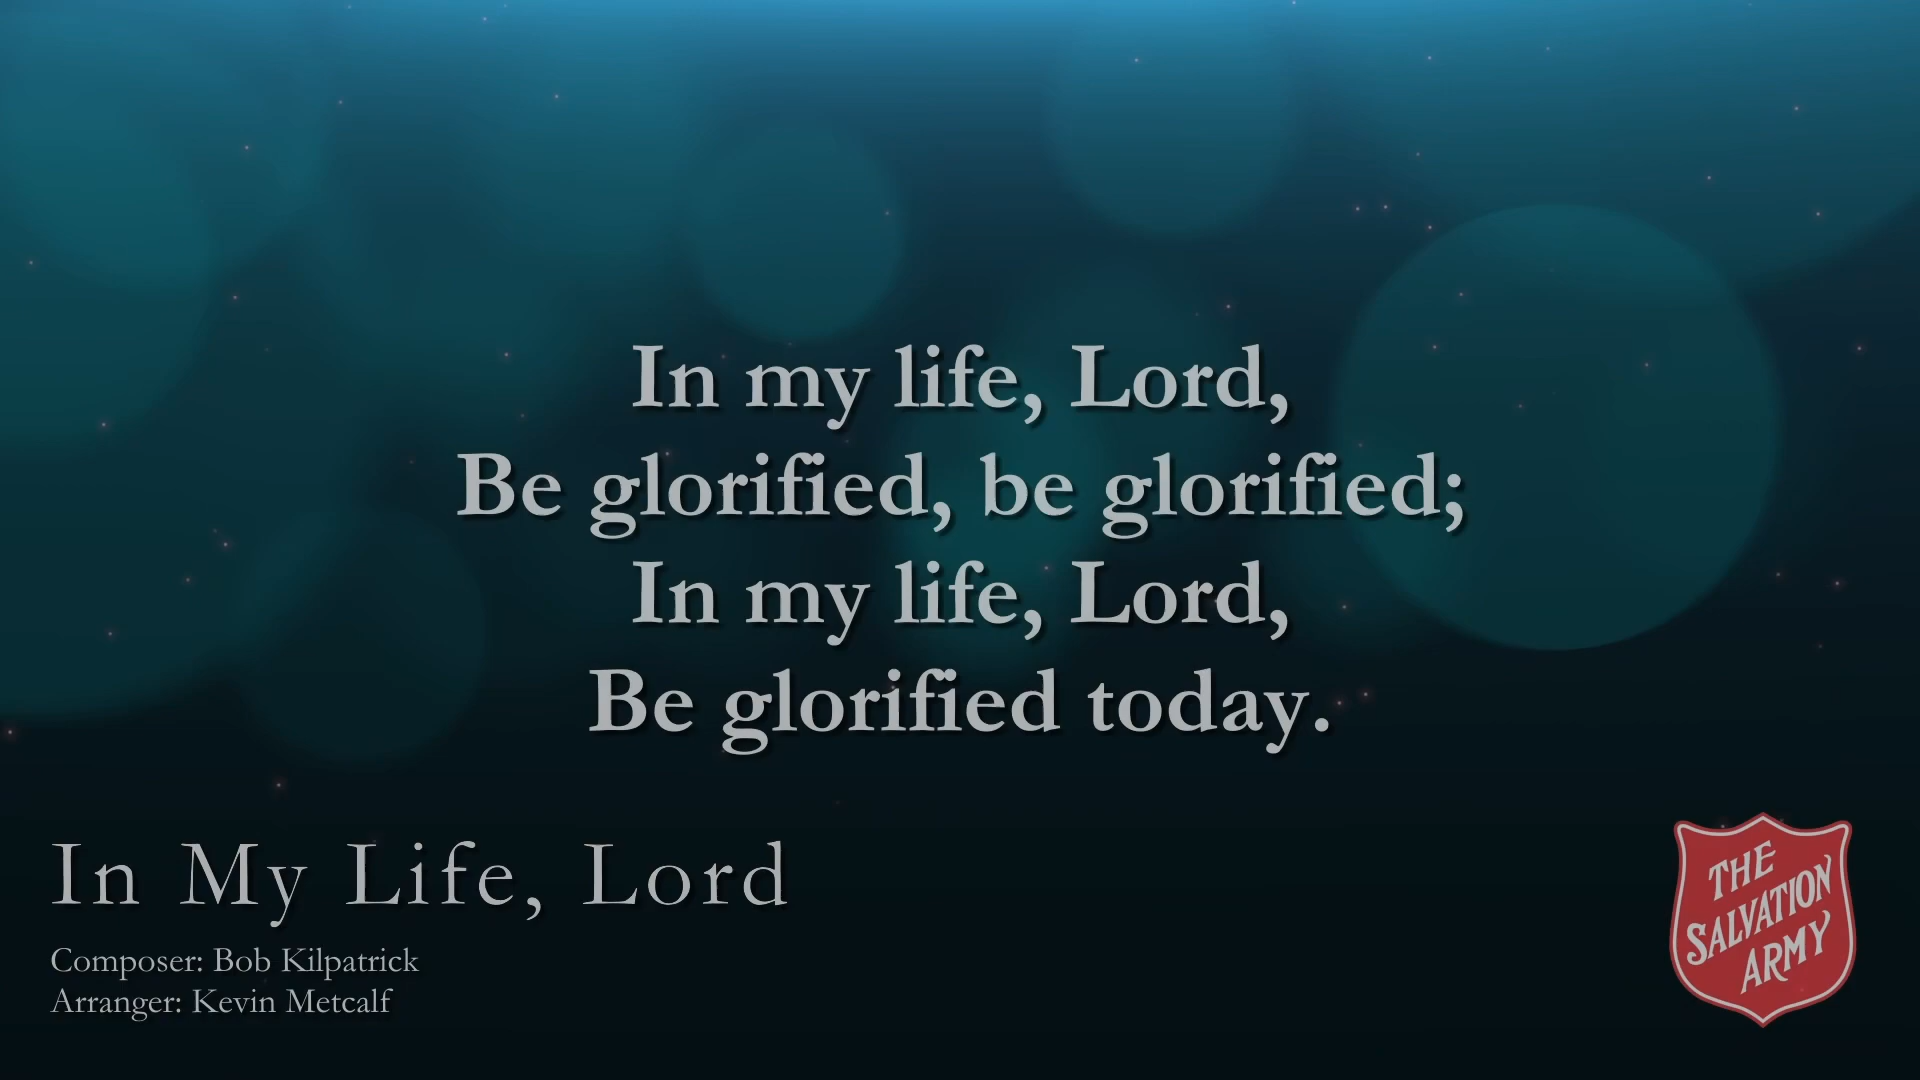 In my life, Lord,
Be glorified, be glorified;
In my life, Lord,
Be glorified today.
In My Life, Lord
Composer: Bob Kilpatrick
Arranger: Kevin Metcalf
THE
SALVATION
ARMY